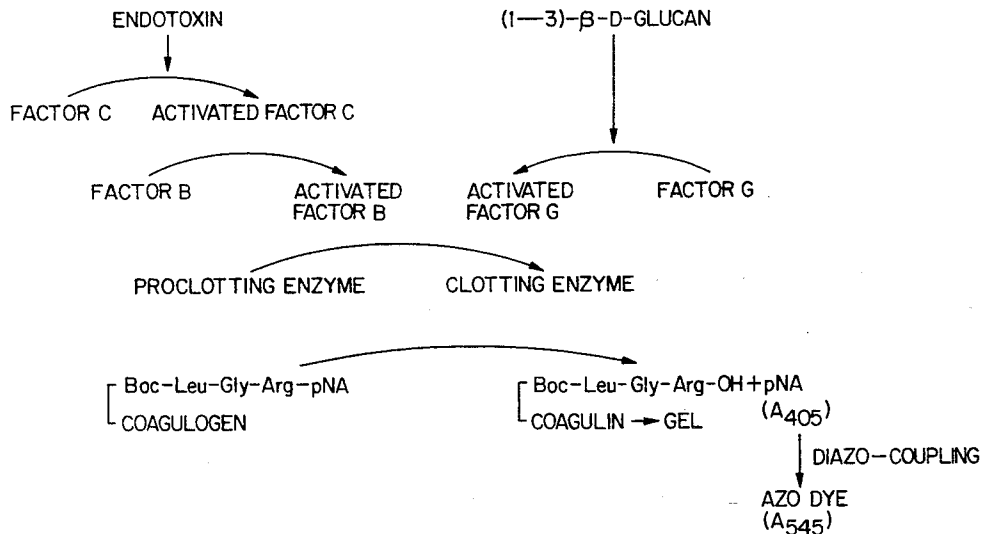 ENDOTOXIN
(1—3)-β-D-GLUCAN
FACTOR C
ACTIVATED FACTOR C
FACTOR B
ACTIVATED
FACTOR B
ACTIVATED
FACTOR G
FACTOR G
PROCLOTTING ENZYME
CLOTTING ENZYME
Boc-Leu-Gly-Arg-pNA
COAGULOGEN
Boc-Leu-Gly-Arg-OH+pNA
(A405)
COAGULIN → GEL
DIAZO-COUPLING
AZO DYE
(A545)